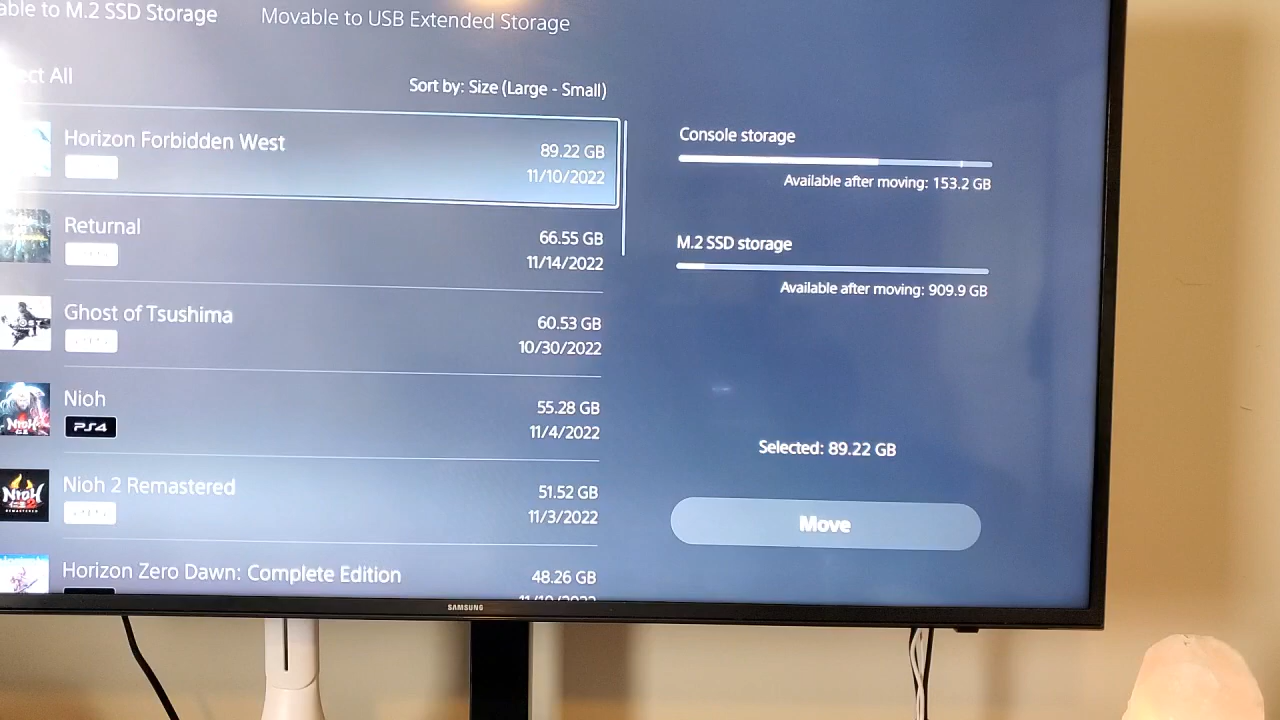 able to M.2 SSD Storage
Movable to USB Extended Storage
ect All
Sort by: Size (Large - Small)
Horizon Forbidden West
89.22 GB
11/10/2022
Returnal
66.55 GB
11/14/2022
Ghost of Tsushima
60.53 GB
10/30/2022
Nioh
PS4
55.28 GB
11/4/2022
NIOH 2
Nioh 2 Remastered
51.52 GB
11/3/2022
Horizon Zero Dawn: Complete Edition
48.26 GB
Console storage
Available after moving: 153.2 GB
M.2 SSD storage
Available after moving: 909.9 GB
Selected: 89.22 GB
Move
SAMSUNG